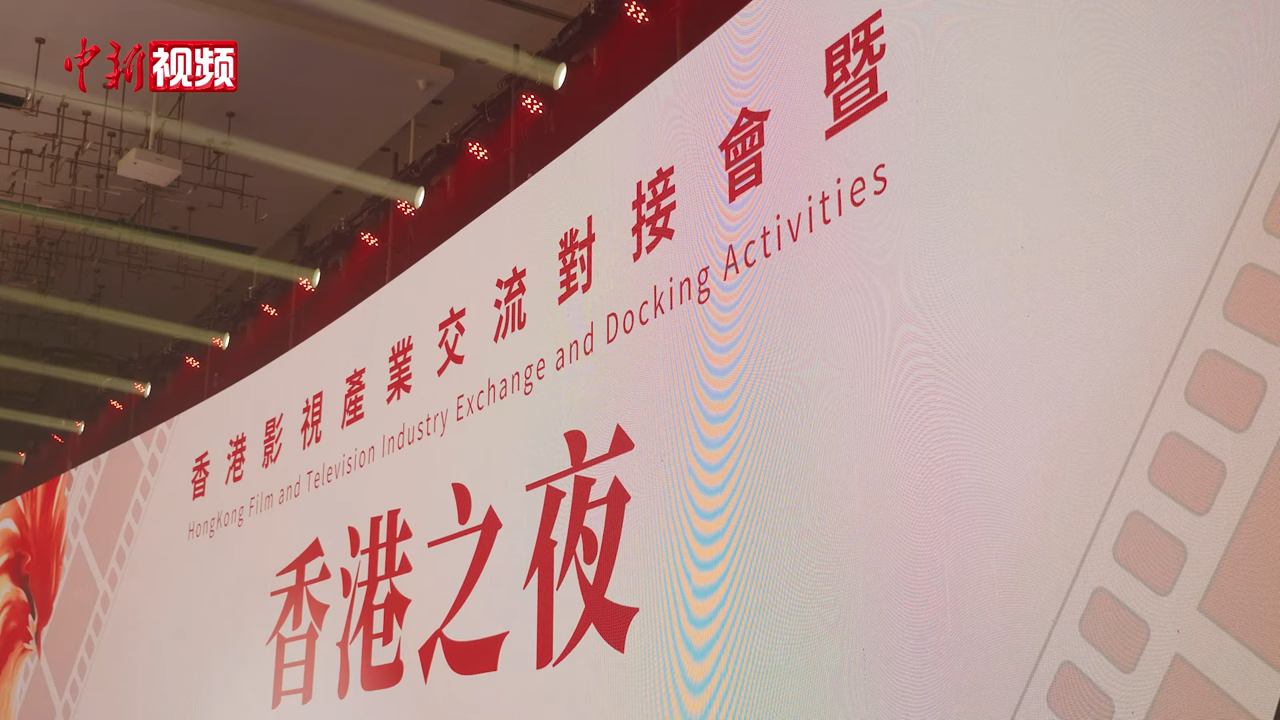 中新视频
香港影視產業交流對接會暨
HongKong Film and Television Industry Exchange and Docking Activities
香港之夜